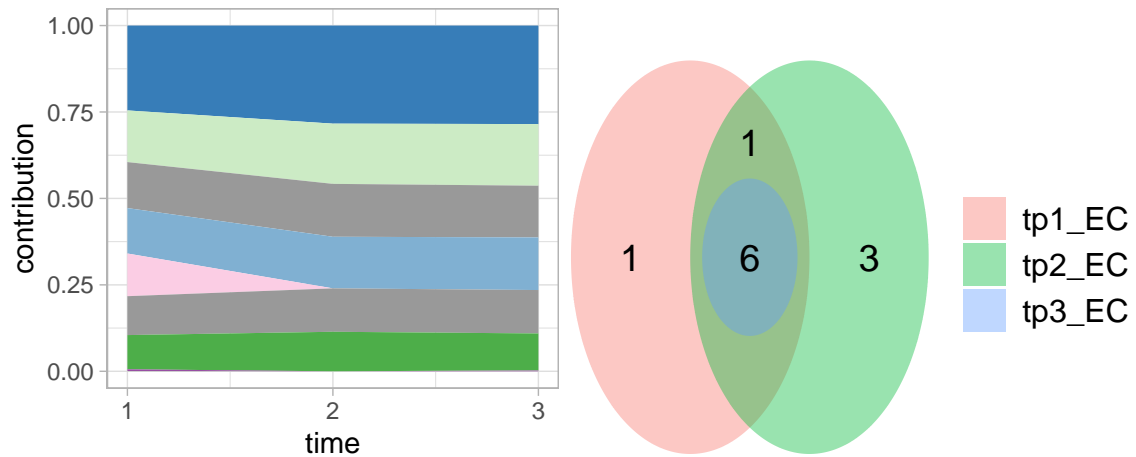 1.00
0.75
0.50
0.25
0.00
contribution
1
2
3
time
1
1
6
3
tp1_EC
tp2_EC
tp3_EC